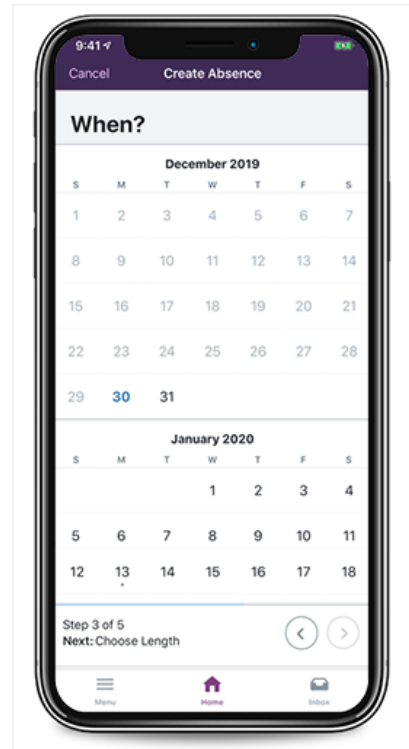 9:41
Cancel Create Absence
When?
December 2019
S M T W T F S
1 2 3 4 5 6 7
8 9 10 11 12 13 14
15 16 17 18 19 20 21
22 23 24 25 26 27 28
29 30 31
January 2020
S M T W T F S
1 2 3 4
5 6 7 8 9 10 11
12 13 14 15 16 17 18
Step 3 of 5
Next: Choose Length
Menu Home Inbox